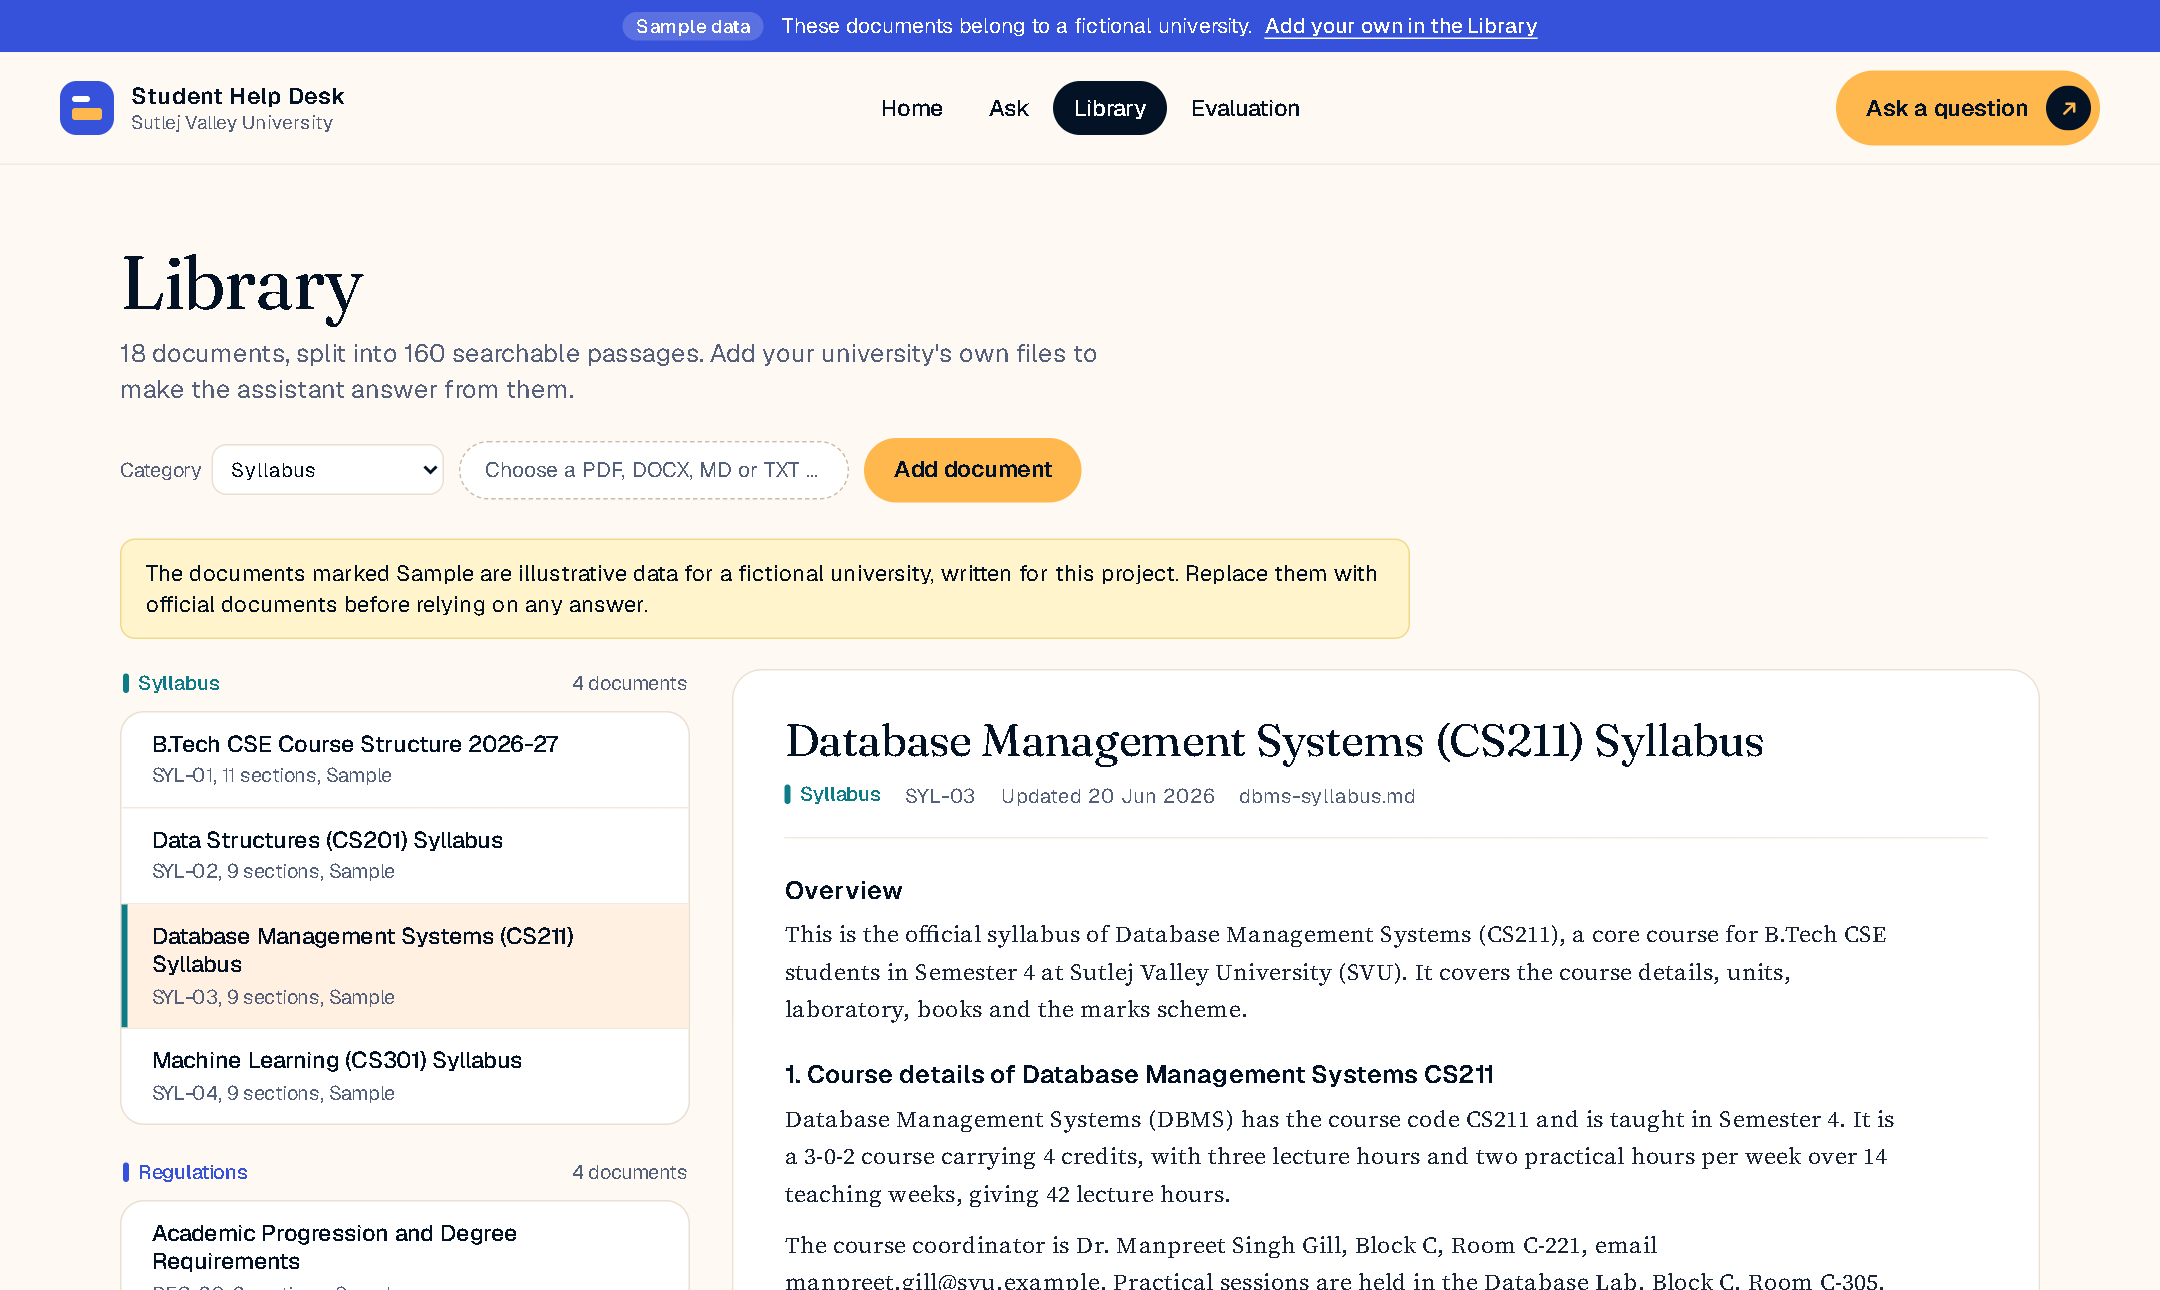 Sample data These documents belong to a fictional university. Add your own in the Library
Student Help Desk
Sutlej Valley University
Home Ask Library Evaluation
Ask a question
Library
18 documents, split into 160 searchable passages. Add your university's own files to
make the assistant answer from them.
Category Syllabus Choose a PDF, DOCX, MD or TXT ... Add document
The documents marked Sample are illustrative data for a fictional university, written for this project. Replace them with
official documents before relying on any answer.
Syllabus 4 documents
B.Tech CSE Course Structure 2026-27
SYL-01, 11 sections, Sample
Data Structures (CS201) Syllabus
SYL-02, 9 sections, Sample
Database Management Systems (CS211)
Syllabus
SYL-03, 9 sections, Sample
Machine Learning (CS301) Syllabus
SYL-04, 9 sections, Sample
Regulations 4 documents
Academic Progression and Degree
Requirements
Database Management Systems (CS211) Syllabus
Syllabus SYL-03 Updated 20 Jun 2026 dbms-syllabus.md
Overview
This is the official syllabus of Database Management Systems (CS211), a core course for B.Tech CSE
students in Semester 4 at Sutlej Valley University (SVU). It covers the course details, units,
laboratory, books and the marks scheme.
1. Course details of Database Management Systems CS211
Database Management Systems (DBMS) has the course code CS211 and is taught in Semester 4. It is
a 3-0-2 course carrying 4 credits, with three lecture hours and two practical hours per week over 14
teaching weeks, giving 42 lecture hours.
The course coordinator is Dr. Manpreet Singh Gill, Block C, Room C-221, email
manpreet.gill@svu.example. Practical sessions are held in the Database Lab, Block C, Room C-305.